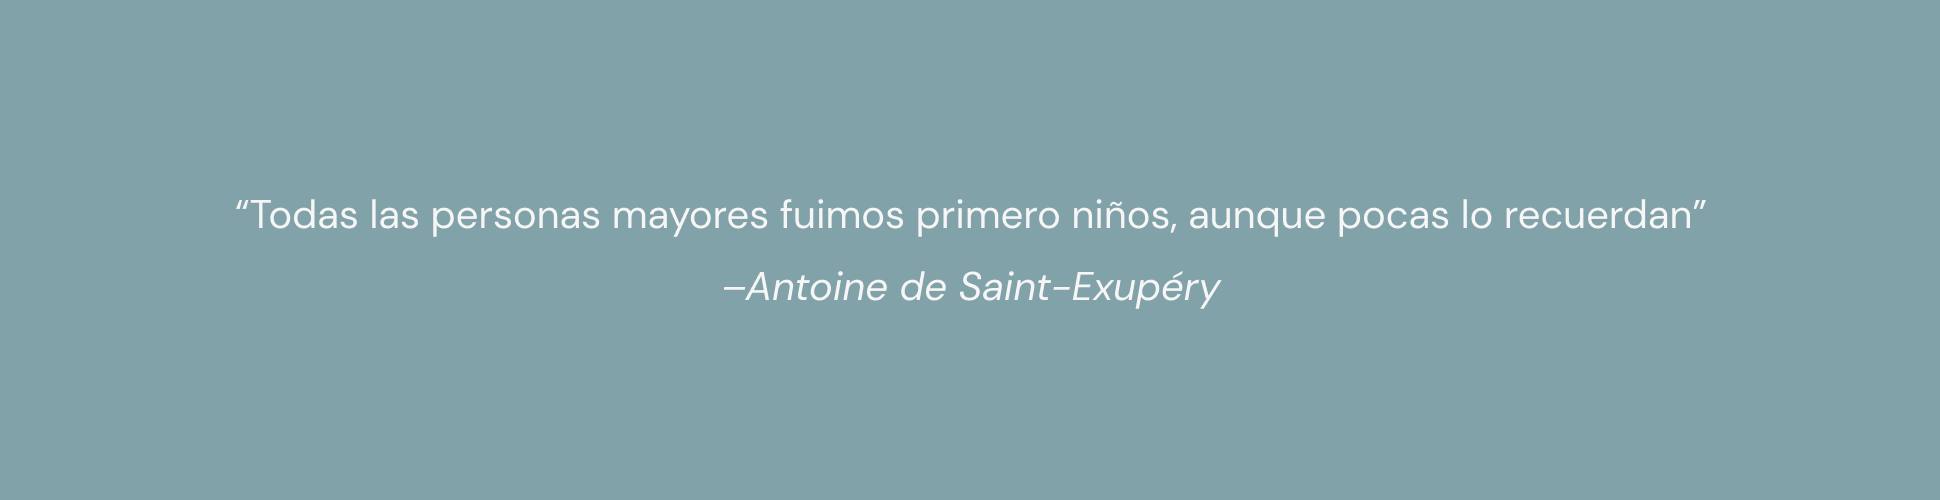 “Todas las personas mayores fuimos primero niños, aunque pocas lo recuerdan”
–Antoine de Saint-Exupéry